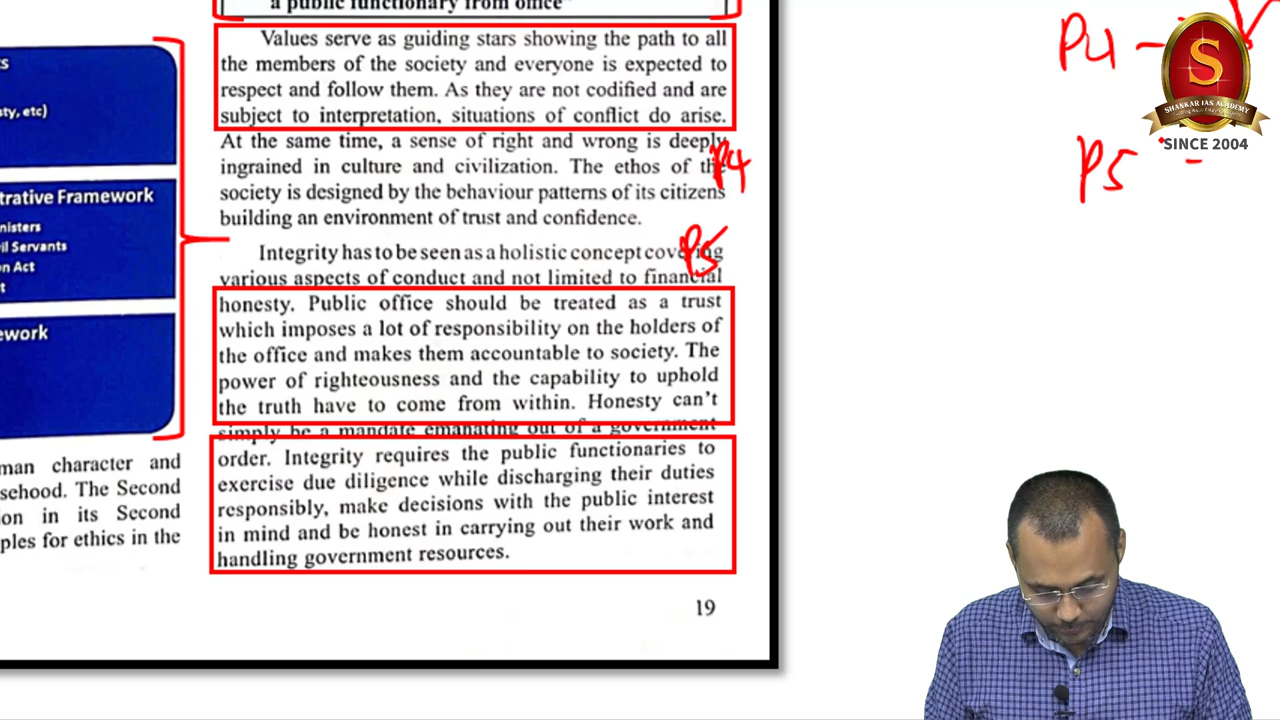 a public functionary from office"
Values serve as guiding stars showing the path to all
the members of the society and everyone is expected to
respect and follow them. As they are not codified and are
subject to interpretation, situations of conflict do arise.
At the same time, a sense of right and wrong is deeply
ingrained in culture and civilization. The ethos of the
society is designed by the behaviour patterns of its citizens
building an environment of trust and confidence.
P4
Integrity has to be seen as a holistic concept covering
various aspects of conduct and not limited to financial
P5
honesty. Public office should be treated as a trust
which imposes a lot of responsibility on the holders of
the office and makes them accountable to society. The
power of righteousness and the capability to uphold
the truth have to come from within. Honesty can't
simply be a mandate emanating out of a government
order. Integrity requires the public functionaries to
exercise due diligence while discharging their duties
responsibly, make decisions with the public interest
in mind and be honest in carrying out their work and
handling government resources.
19
sty, etc)
trative Framework
nisters
il Servants
on Act
ework
man character and
sehood. The Second
ion in its Second
ples for ethics in the
P4 -
P5 -
S
SHANKAR IAS ACADEMY
SINCE 2004